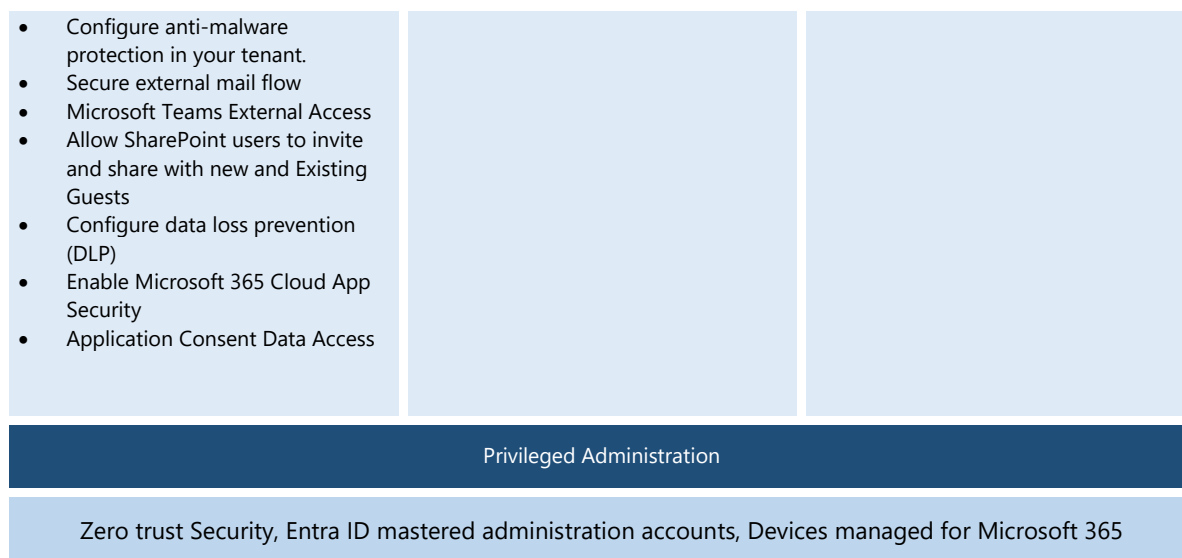 • Configure anti-malware
protection in your tenant.
• Secure external mail flow
• Microsoft Teams External Access
• Allow SharePoint users to invite
and share with new and Existing
Guests
• Configure data loss prevention
(DLP)
• Enable Microsoft 365 Cloud App
Security
• Application Consent Data Access
Privileged Administration
Zero trust Security, Entra ID mastered administration accounts, Devices managed for Microsoft 365